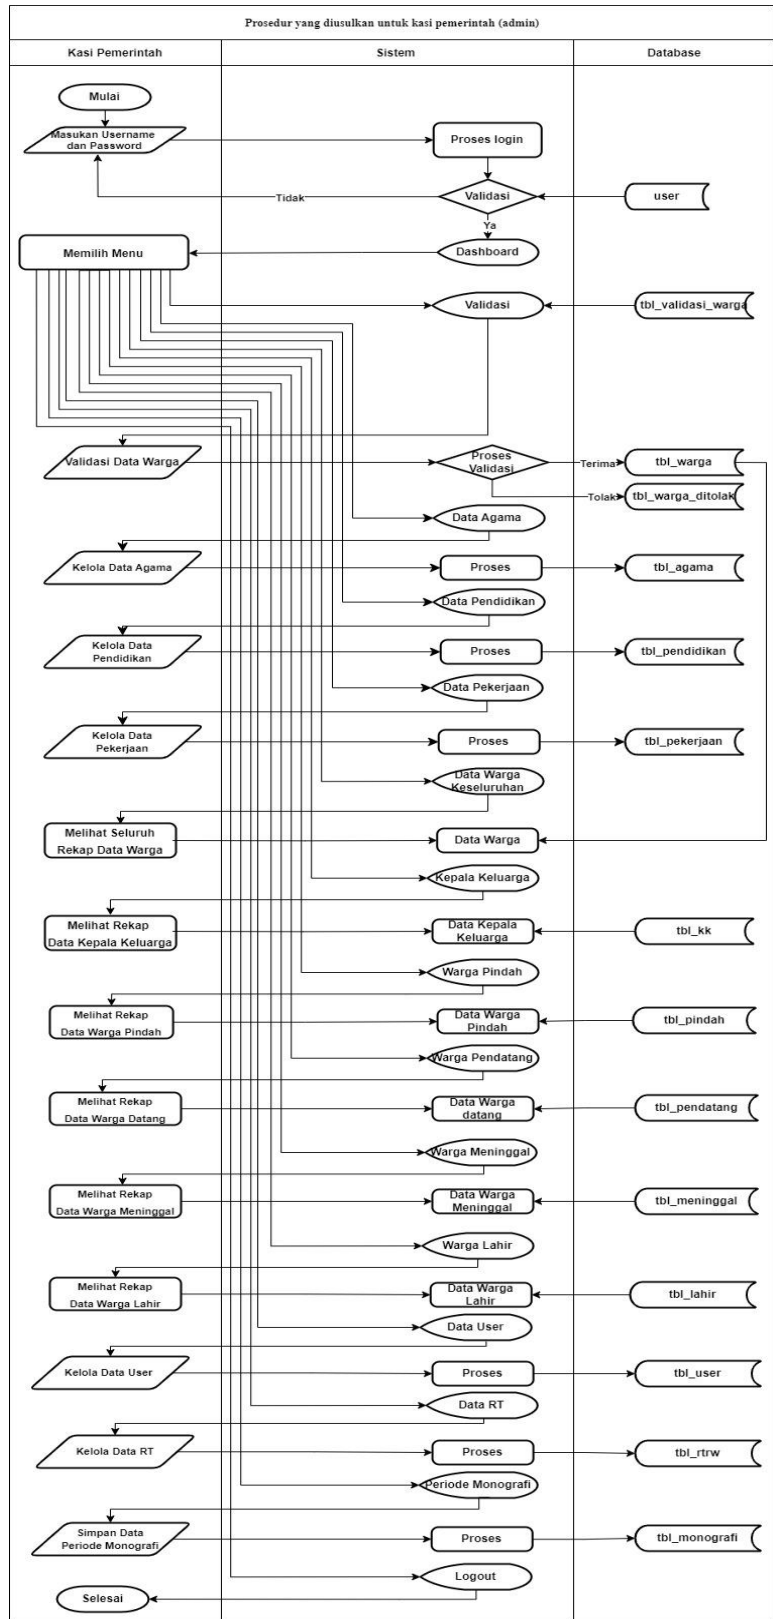 Prosedur yang diusulkan untuk kasi pemerintah (admin)
Kasi Pemerintah
Sistem
Database
Mulai
Masukan Username
dan Password
Proses login
Tidak
Validasi
user
Ya
Memilih Menu
Dashboard
Validasi
tbl_validasi_warga
Validasi Data Warga
Proses
Validasi
Terima
tbl_warga
Tolak
tbl_warga_ditolak
Data Agama
Kelola Data Agama
Proses
tbl_agama
Data Pendidikan
Kelola Data
Pendidikan
Proses
tbl_pendidikan
Data Pekerjaan
Kelola Data
Pekerjaan
Proses
tbl_pekerjaan
Data Warga
Keseluruhan
Melihat Seluruh
Rekap Data Warga
Data Warga
Kepala Keluarga
Melihat Rekap
Data Kepala Keluarga
Data Kepala
Keluarga
tbl_kk
Warga Pindah
Melihat Rekap
Data Warga Pindah
Data Warga
Pindah
tbl_pindah
Warga Pendatang
Melihat Rekap
Data Warga Datang
Data Warga
datang
tbl_pendatang
Warga Meninggal
Melihat Rekap
Data Warga Meninggal
Data Warga
Meninggal
tbl_meninggal
Warga Lahir
Melihat Rekap
Data Warga Lahir
Data Warga
Lahir
tbl_lahir
Data User
Kelola Data User
Proses
tbl_user
Data RT
Kelola Data RT
Proses
tbl_rtrw
Periode Monografi
Simpan Data
Periode Monografi
Proses
tbl_monografi
Logout
Selesai